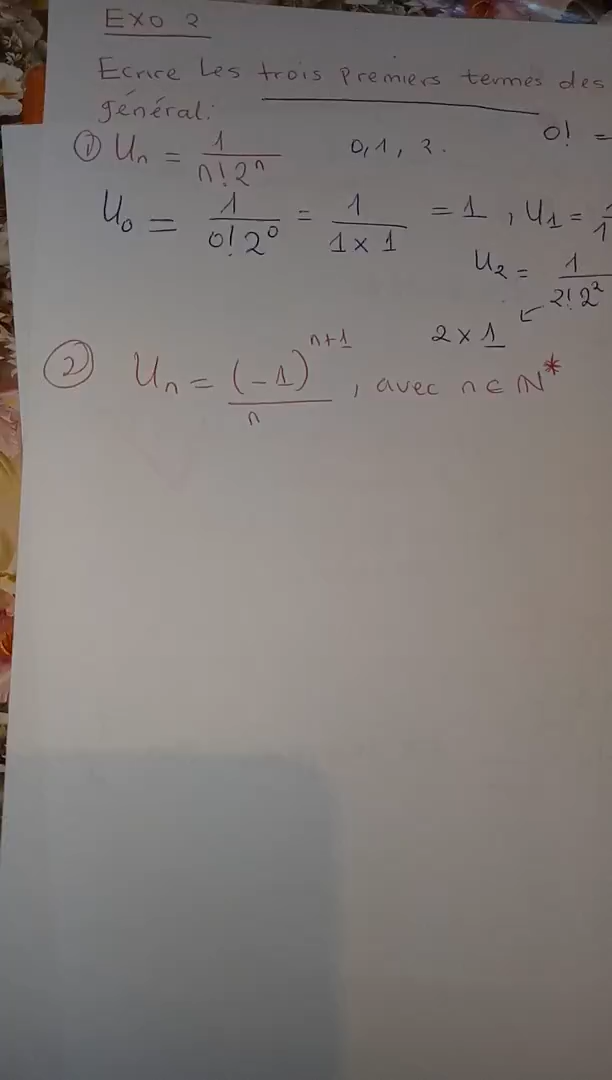 EXO 2
Ecrire les trois premiers termes des
général:
① Un = 1 / n! 2^n 0, 1, 2. 0! =
U0 = 1 / 0! 2^0 = 1 / 1 × 1 = 1, U1 = 1 / 1
U2 = 1 / 2! 2^2
2 × 1 ←
② Un = (-1)^(n+1) / n, avec n ∈ N*